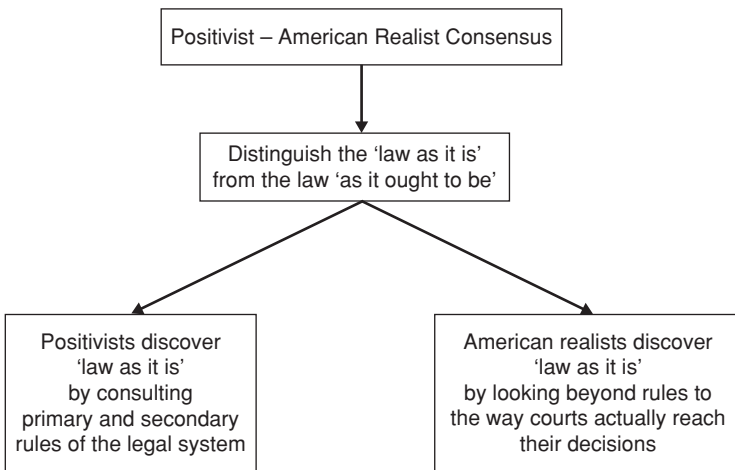 Positivist – American Realist Consensus
Distinguish the ‘law as it is’
from the law ‘as it ought to be’
Positivists discover
‘law as it is’
by consulting
primary and secondary
rules of the legal system
American realists discover
‘law as it is’
by looking beyond rules to
the way courts actually reach
their decisions